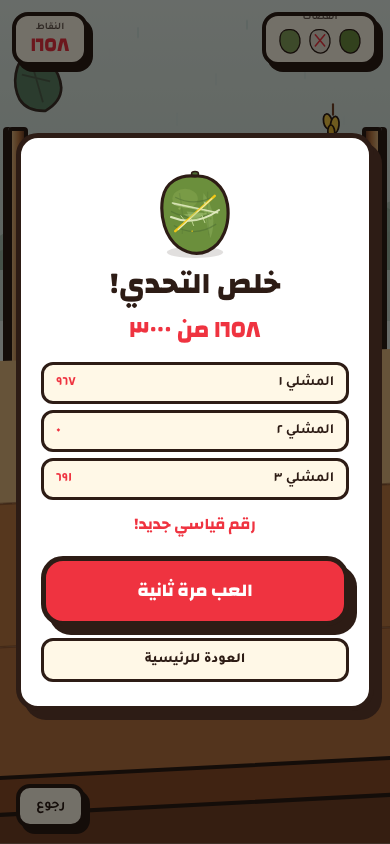 القضمات
النقاط
١٦٥٨
خلص التحدي!
١٦٥٨ من ٣٠٠٠
المشلي ١ ٩٦٧
المشلي ٢ ٠
المشلي ٣ ٦٩١
رقم قياسي جديد!
العب مرة ثانية
العودة للرئيسية
رجوع